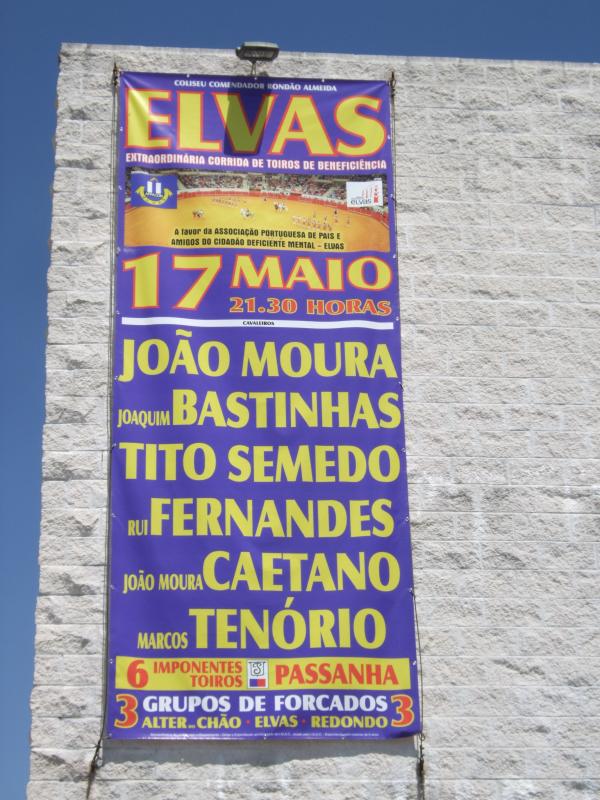 COLISEU COMENDADOR RONDÃO ALMEIDA
ELVAS
EXTRAORDINÁRIA CORRIDA DE TOIROS DE BENEFICIÊNCIA
elvas
A favor da ASSOCIAÇÃO PORTUGUESA DE PAIS E
AMIGOS DO CIDADÃO DEFICIENTE MENTAL - ELVAS
17 MAIO
21.30 HORAS
CAVALEIROS
JOÃO MOURA
JOAQUIM BASTINHAS
TITO SEMEDO
RUI FERNANDES
JOÃO MOURA CAETANO
MARCOS TENÓRIO
6 IMPONENTES TOIROS PASSANHA
3 GRUPOS DE FORCADOS 3
ALTER DO CHÃO · ELVAS · REDONDO